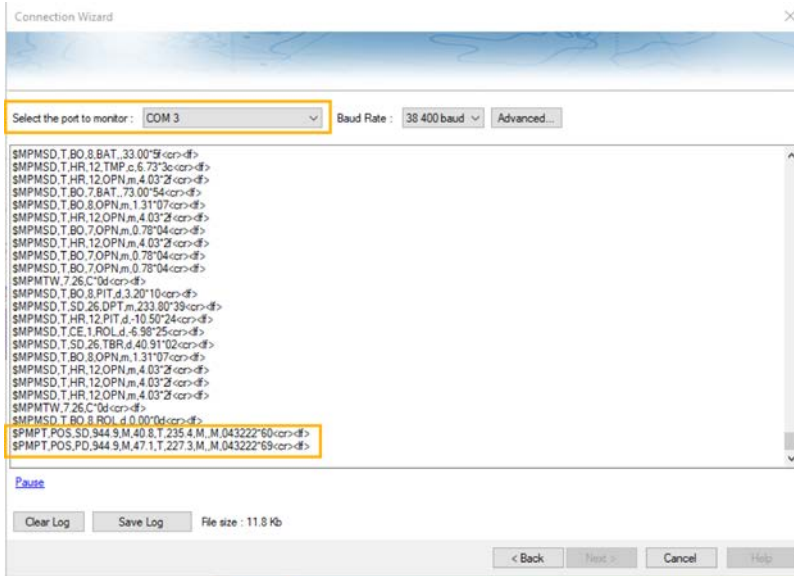 Connection Wizard
Select the port to monitor : COM 3 Baud Rate : 38 400 baud Advanced...
$MPMSD,T,BO,8,BAT,,33.00*5f<cr><lf>
$MPMSD,T,HR,12,TMP,c,6.73*3c<cr><lf>
$MPMSD,T,HR,12,OPN,m,4.03*2f<cr><lf>
$MPMSD,T,BO,7,BAT,,73.00*54<cr><lf>
$MPMSD,T,BO,8,OPN,m,1.31*07<cr><lf>
$MPMSD,T,HR,12,OPN,m,4.03*2f<cr><lf>
$MPMSD,T,BO,7,OPN,m,0.78*04<cr><lf>
$MPMSD,T,HR,12,OPN,m,4.03*2f<cr><lf>
$MPMSD,T,BO,7,OPN,m,0.78*04<cr><lf>
$MPMSD,T,BO,7,OPN,m,0.78*04<cr><lf>
$MPMTW,7.26,C*0d<cr><lf>
$MPMSD,T,BO,8,PIT,d,3.20*10<cr><lf>
$MPMSD,T,SD,26,DPT,m,233.80*39<cr><lf>
$MPMSD,T,HR,12,PIT,d,-10.50*24<cr><lf>
$MPMSD,T,CE,1,ROL,d,-6.98*25<cr><lf>
$MPMSD,T,SD,26,TBR,d,40.91*02<cr><lf>
$MPMSD,T,BO,8,OPN,m,1.31*07<cr><lf>
$MPMSD,T,HR,12,OPN,m,4.03*2f<cr><lf>
$MPMSD,T,HR,12,OPN,m,4.03*2f<cr><lf>
$MPMSD,T,HR,12,OPN,m,4.03*2f<cr><lf>
$MPMTW,7.26,C*0d<cr><lf>
$MPMSD,T,BO,8,ROL,d,0.00*0d<cr><lf>
$PMPT,POS,SD,944.9,M,40.8,T,235.4,M,,M,043222*60<cr><lf>
$PMPT,POS,PD,944.9,M,47.1,T,227.3,M,,M,043222*69<cr><lf>
Pause
Clear Log Save Log File size : 11.8 Kb
< Back Next > Cancel Help